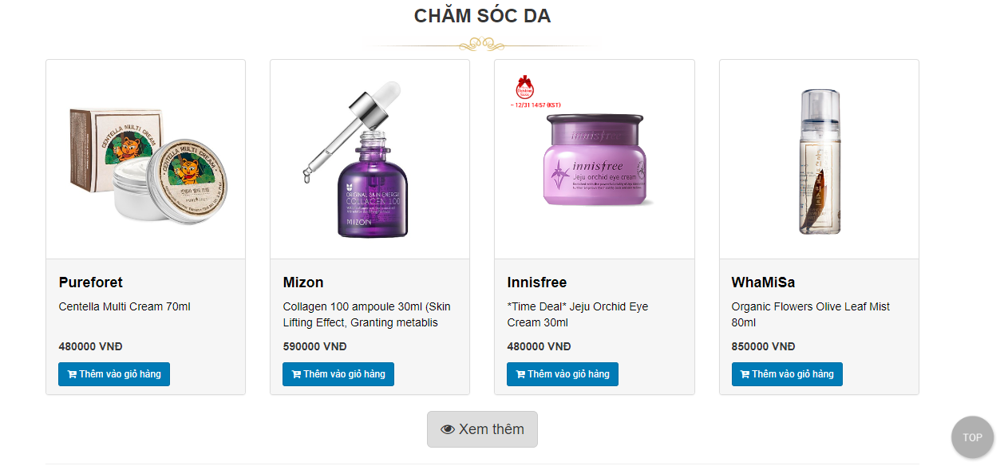 CHĂM SÓC DA
CENTELLA MULTI CREAM
CENTELLA MULTI CREAM
ORIGINAL SKIN ENERGY
COLLAGEN 100
MIZON
~ 12/31 14:57 (KST)
innisfree
innisfree
Jeju orchid eye cream
Pureforet
Centella Multi Cream 70ml
480000 VNĐ
Thêm vào giỏ hàng
Mizon
Collagen 100 ampoule 30ml (Skin
Lifting Effect, Granting metablis
590000 VNĐ
Thêm vào giỏ hàng
Innisfree
*Time Deal* Jeju Orchid Eye
Cream 30ml
480000 VNĐ
Thêm vào giỏ hàng
WhaMiSa
Organic Flowers Olive Leaf Mist
80ml
850000 VNĐ
Thêm vào giỏ hàng
Xem thêm
TOP